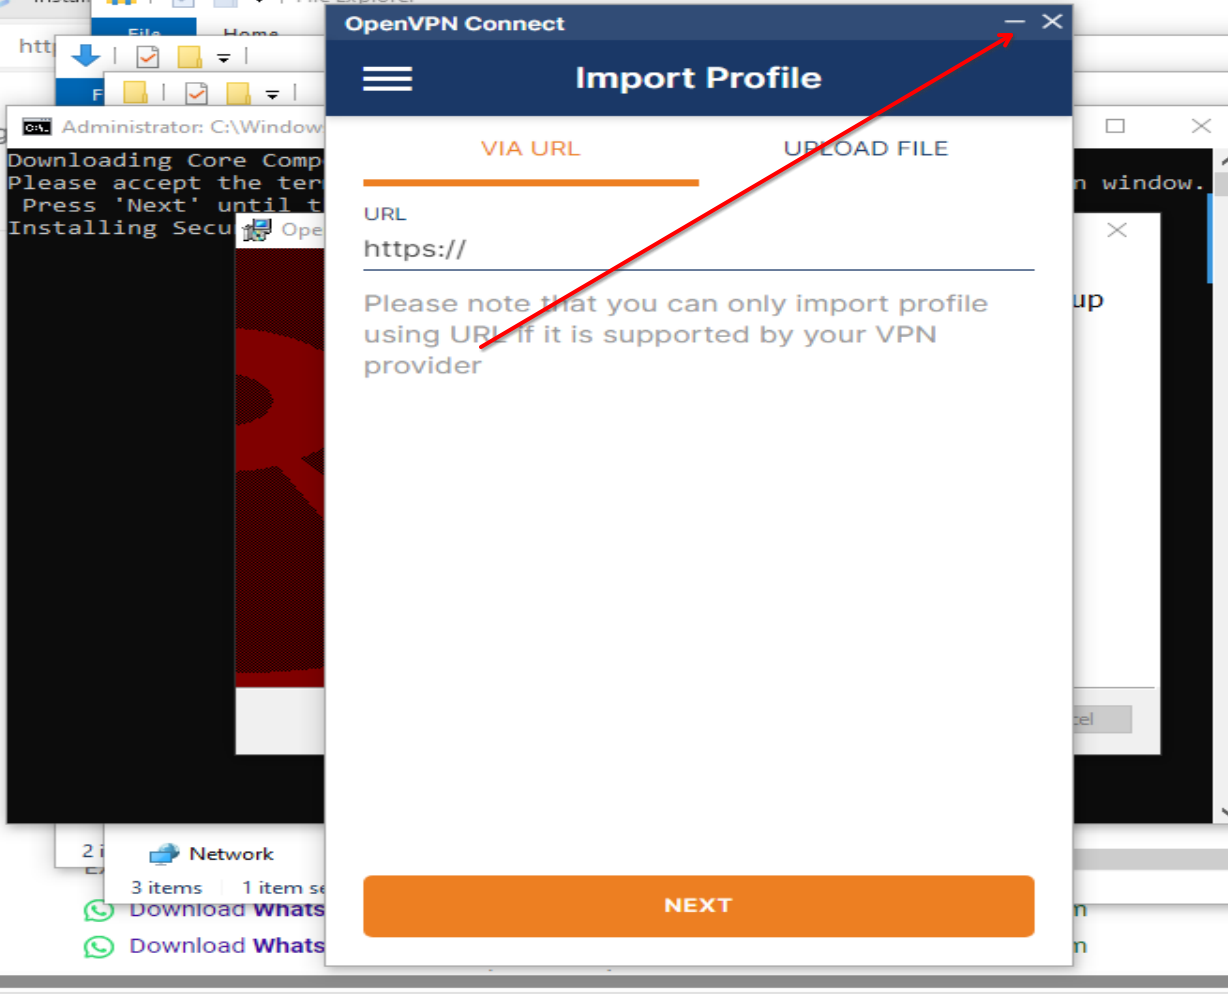 File Explorer
OpenVPN Connect
File
Home
Import Profile
F
Administrator: C:\Window
VIA URL
UPLOAD FILE
Downloading Core Comp
Please accept the ter
n window.
Press 'Next' until t
URL
Installing Secu
Ope
https://
Please note that you can only import profile
up
using URL if it is supported by your VPN
provider
cel
2 i
Network
3 items
1 item se
NEXT
Download Whats
m
Download Whats
m